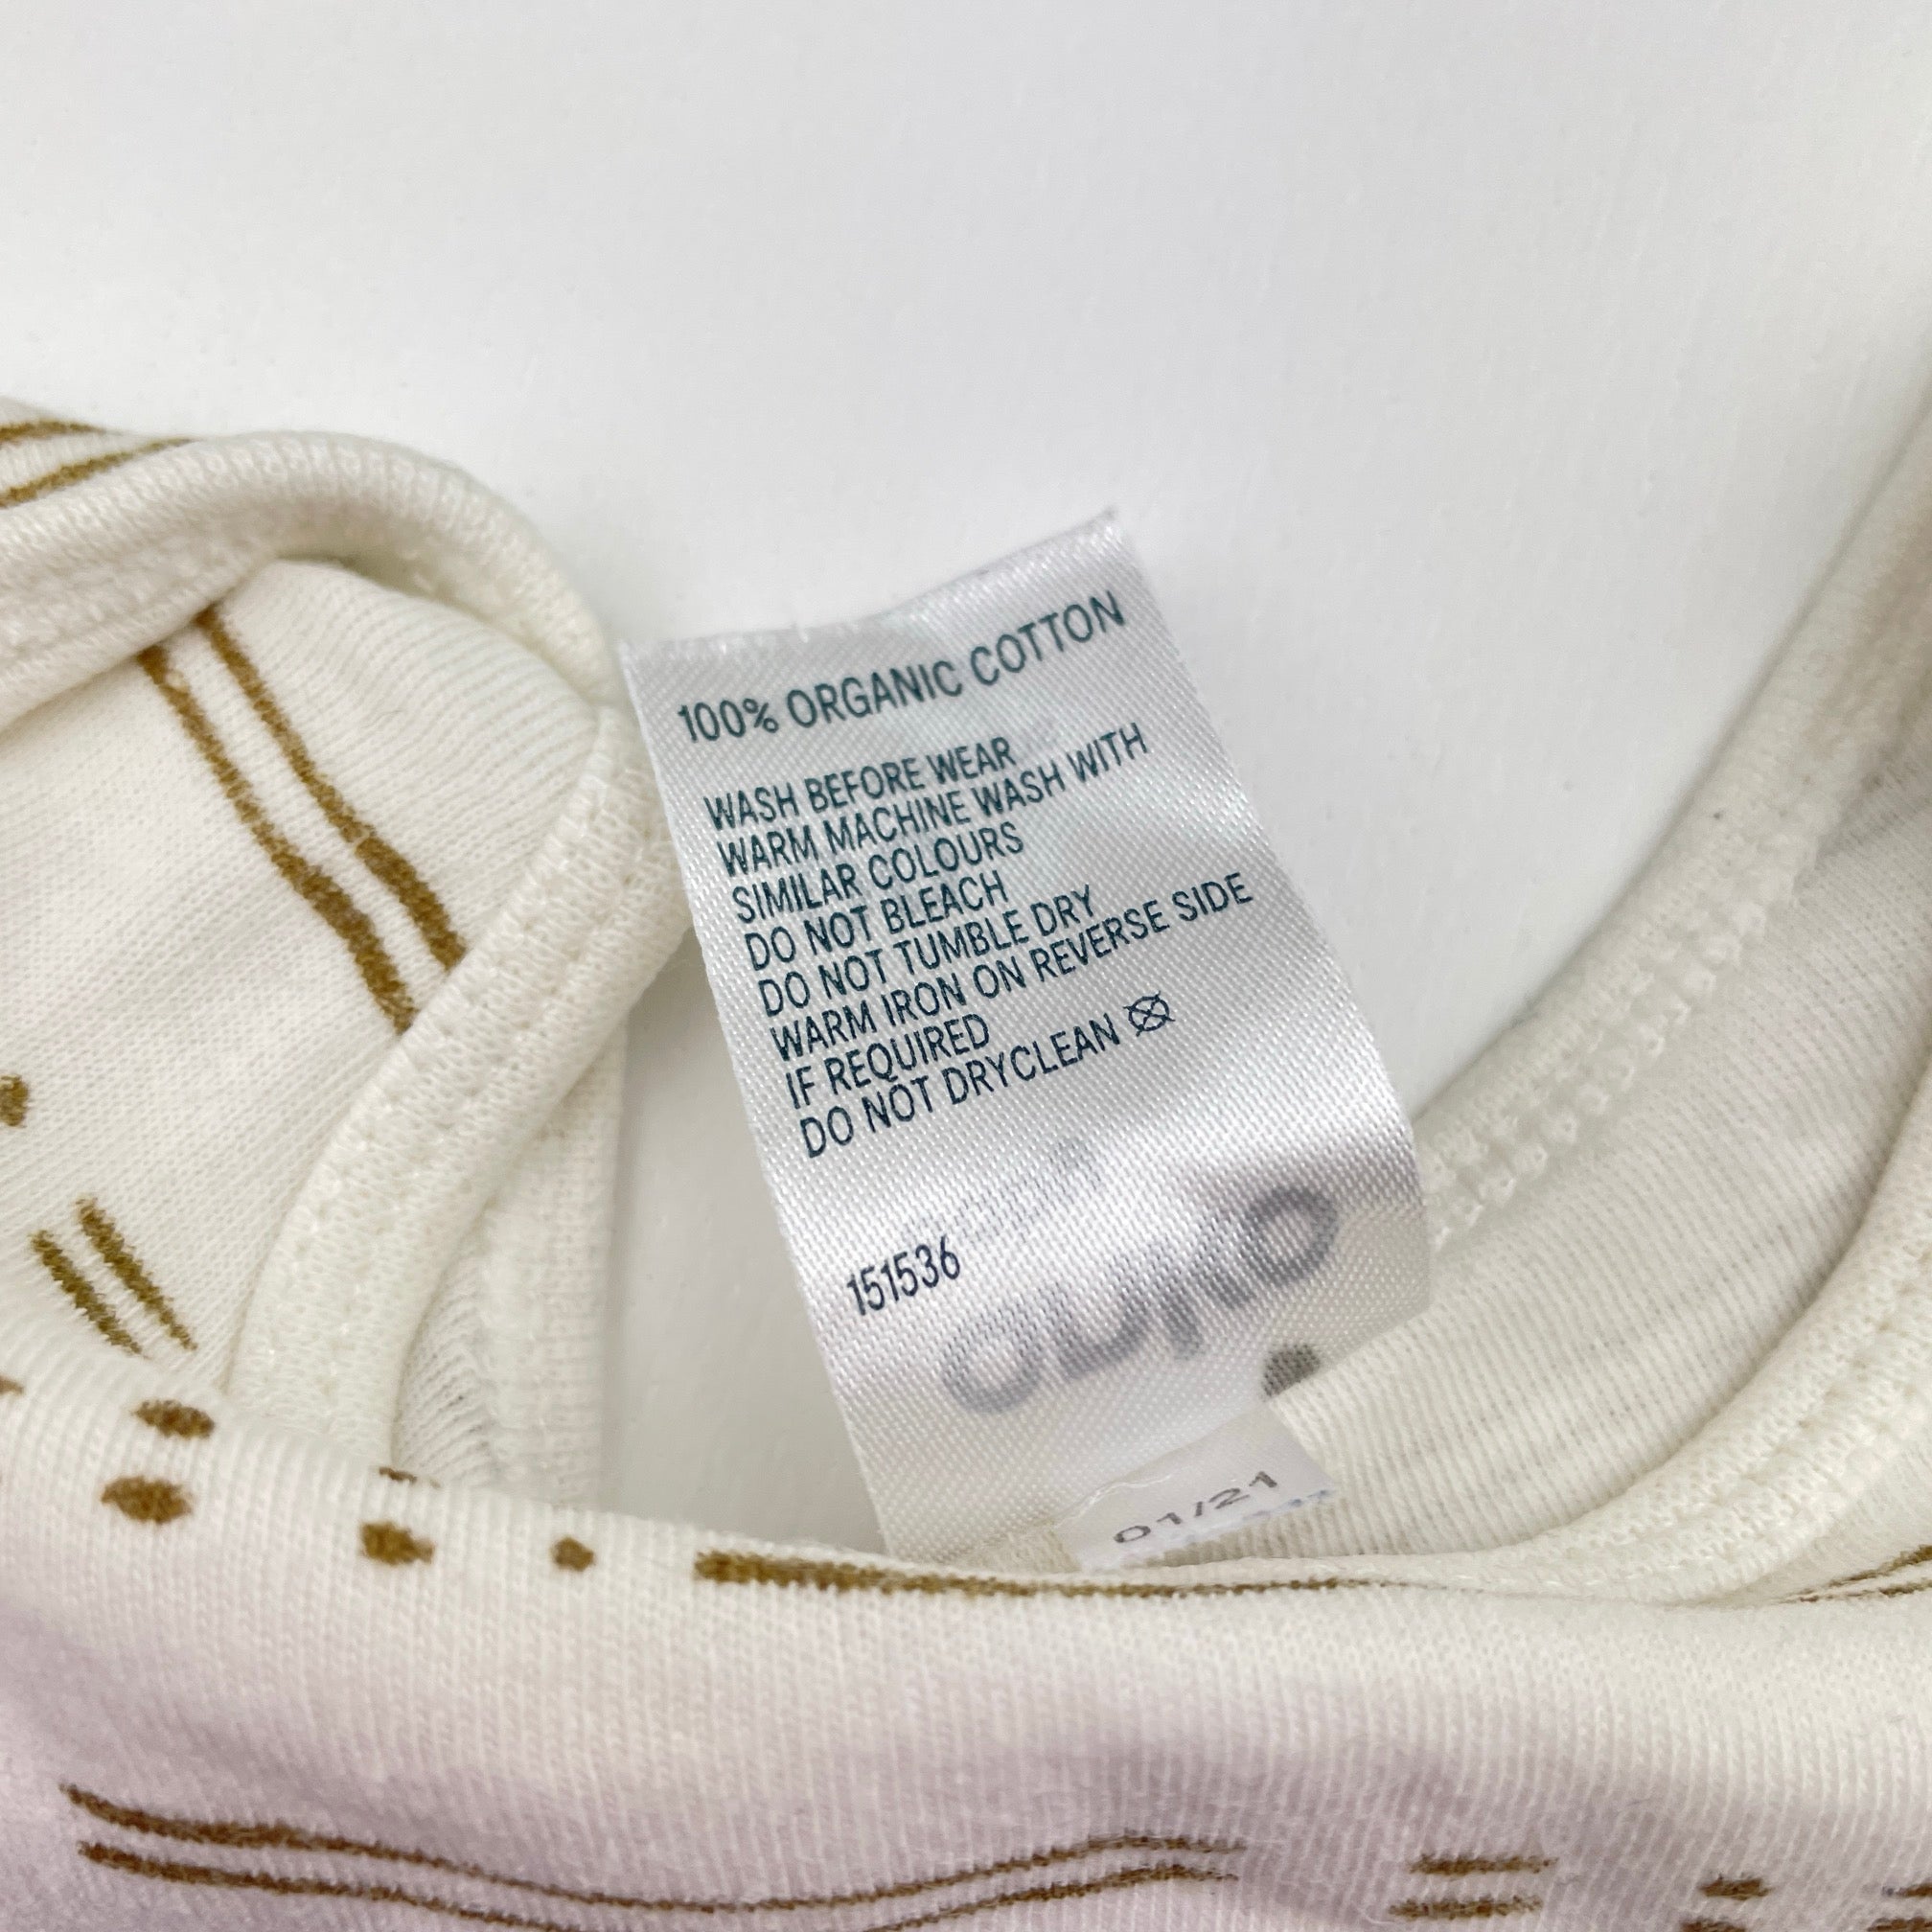 100% ORGANIC COTTON
WASH BEFORE WEAR
WARM MACHINE WASH WITH
SIMILAR COLOURS
DO NOT BLEACH
DO NOT TUMBLE DRY
WARM IRON ON REVERSE SIDE
IF REQUIRED
DO NOT DRYCLEAN
151536
01/21